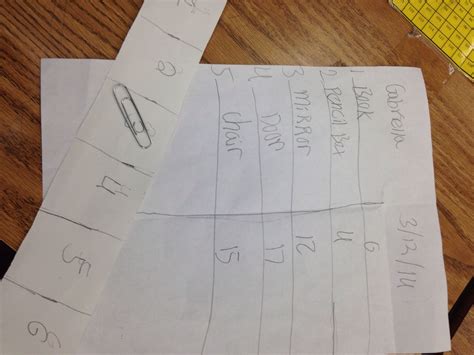 Gabriella 3/12/14
1 Book 6
2 Pencil Box 4
3 MiRRoR 12
4 Door 17
5 chair 15
4
5
6